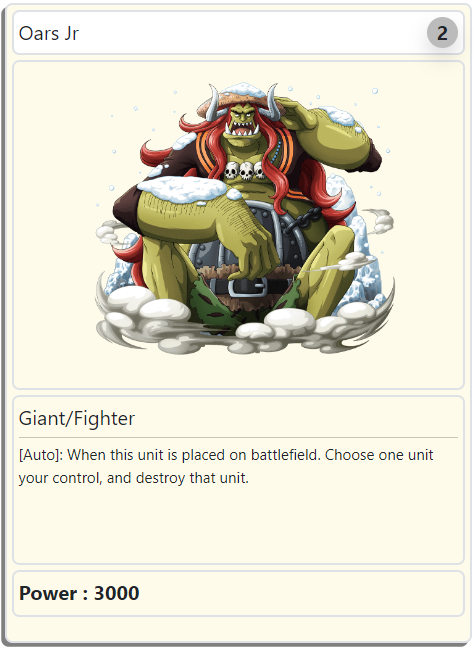 Oars Jr
2
Giant/Fighter
[Auto]: When this unit is placed on battlefield. Choose one unit
your control, and destroy that unit.
Power : 3000